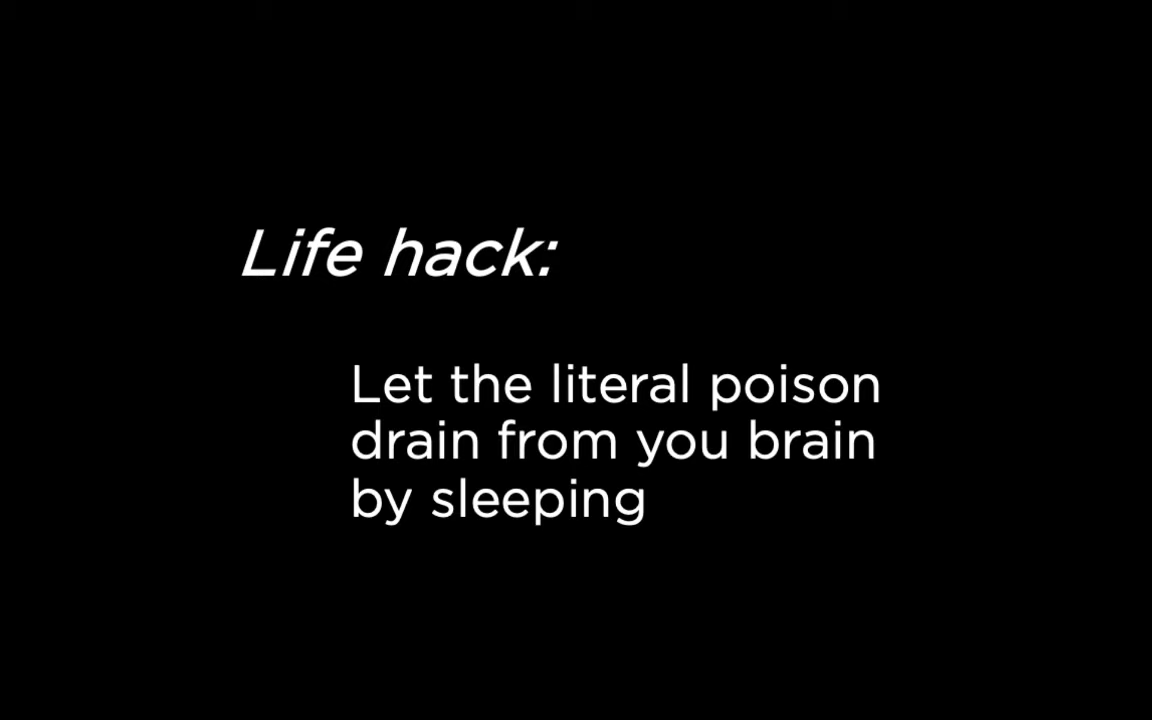 Life hack:
Let the literal poison
drain from you brain
by sleeping